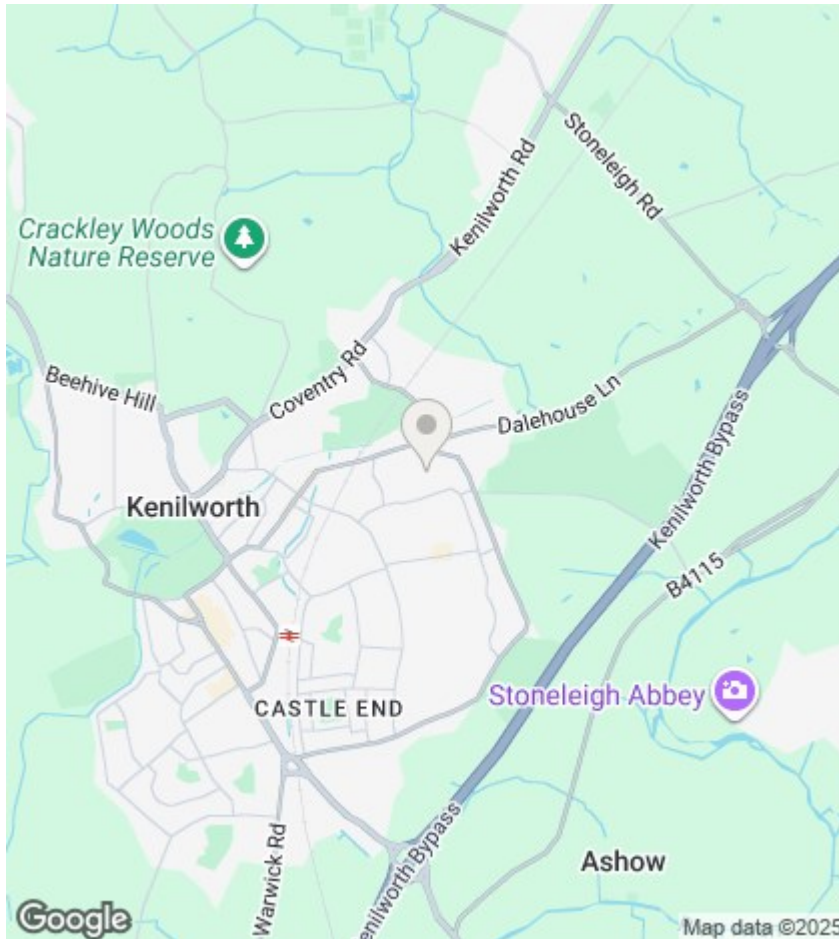 Stoneleigh Rd
Kenilworth Rd
Crackley Woods
Nature Reserve
Coventry Rd
Beehive Hill
Dalehouse Ln
Kenilworth
Kenilworth Bypass
B4115
Stoneleigh Abbey
CASTLE END
Warwick Rd
enilworth Bypass
Ashow
Google
Map data ©2025